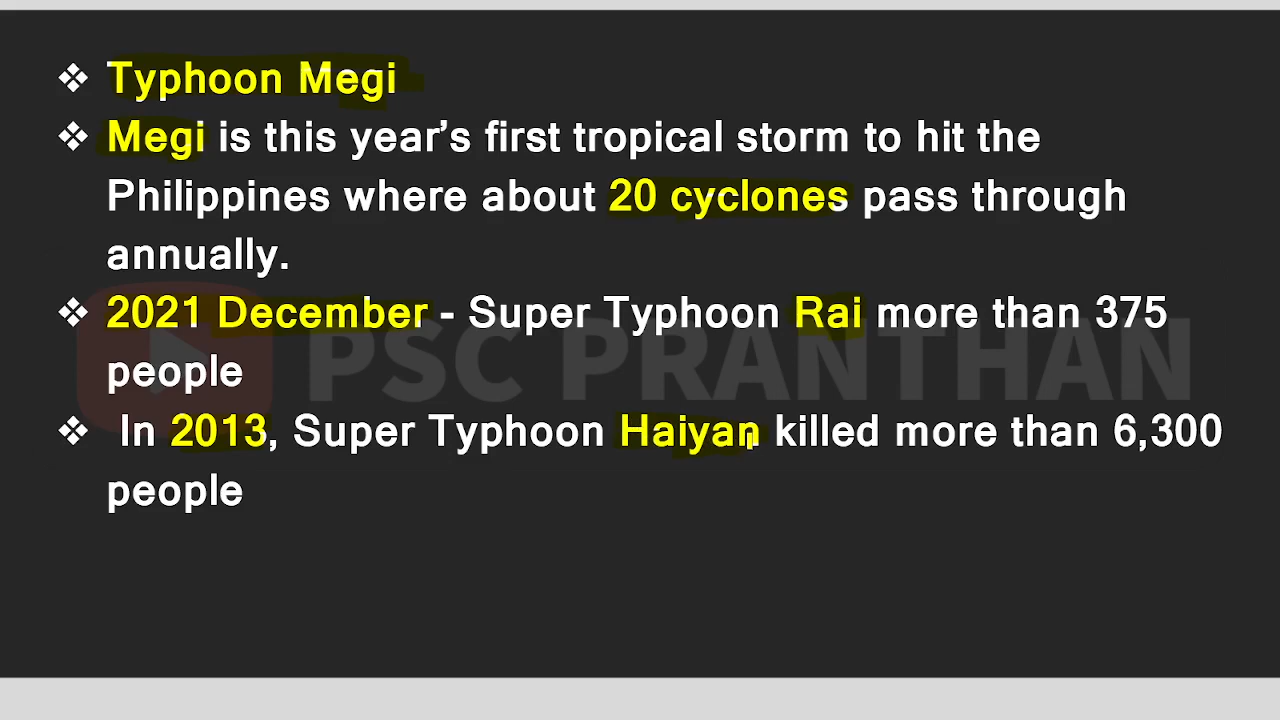 ❖ Typhoon Megi
❖ Megi is this year’s first tropical storm to hit the
Philippines where about 20 cyclones pass through
annually.
❖ 2021 December - Super Typhoon Rai more than 375
people
PSC PRANTHAN
❖ In 2013, Super Typhoon Haiyan killed more than 6,300
people